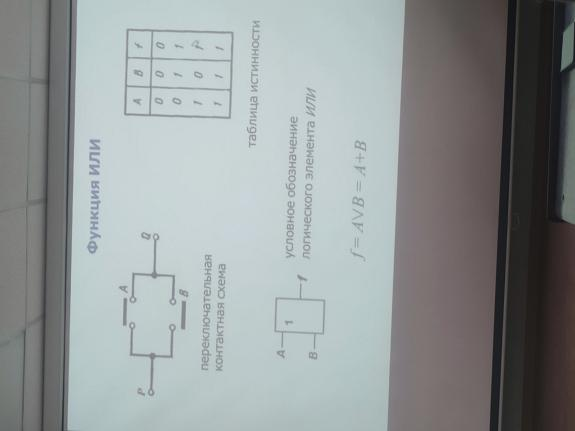 Функция ИЛИ
P
A
B
Q
переключательная
контактная схема
A B f
0 0 0
0 1 1
1 0 1
1 1 1
таблица истинности
A
B
1
f
условное обозначение
логического элемента ИЛИ
f = A∨B = A+B